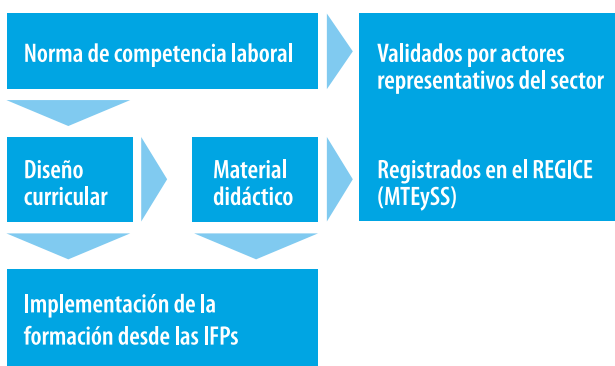 Norma de competencia laboral
Validados por actores
representativos del sector
Diseño
curricular
Material
didáctico
Registrados en el REGICE
(MTEySS)
Implementación de la
formación desde las IFPs